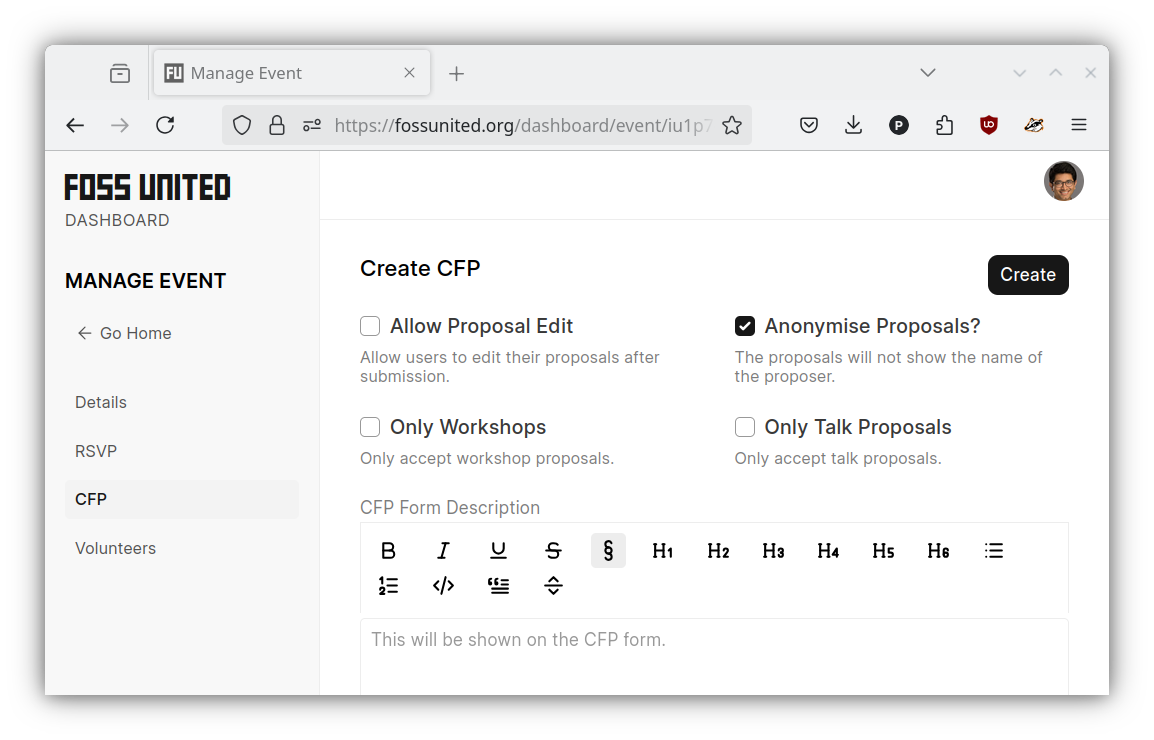 FU Manage Event
https://fossunited.org/dashboard/event/iu1p7
P
FOSS UNITED
DASHBOARD
MANAGE EVENT
Go Home
Details
RSVP
CFP
Volunteers
Create CFP
Create
Allow Proposal Edit
Allow users to edit their proposals after
submission.
Anonymise Proposals?
The proposals will not show the name of
the proposer.
Only Workshops
Only accept workshop proposals.
Only Talk Proposals
Only accept talk proposals.
CFP Form Description
B I U S § H1 H2 H3 H4 H5 H6
This will be shown on the CFP form.